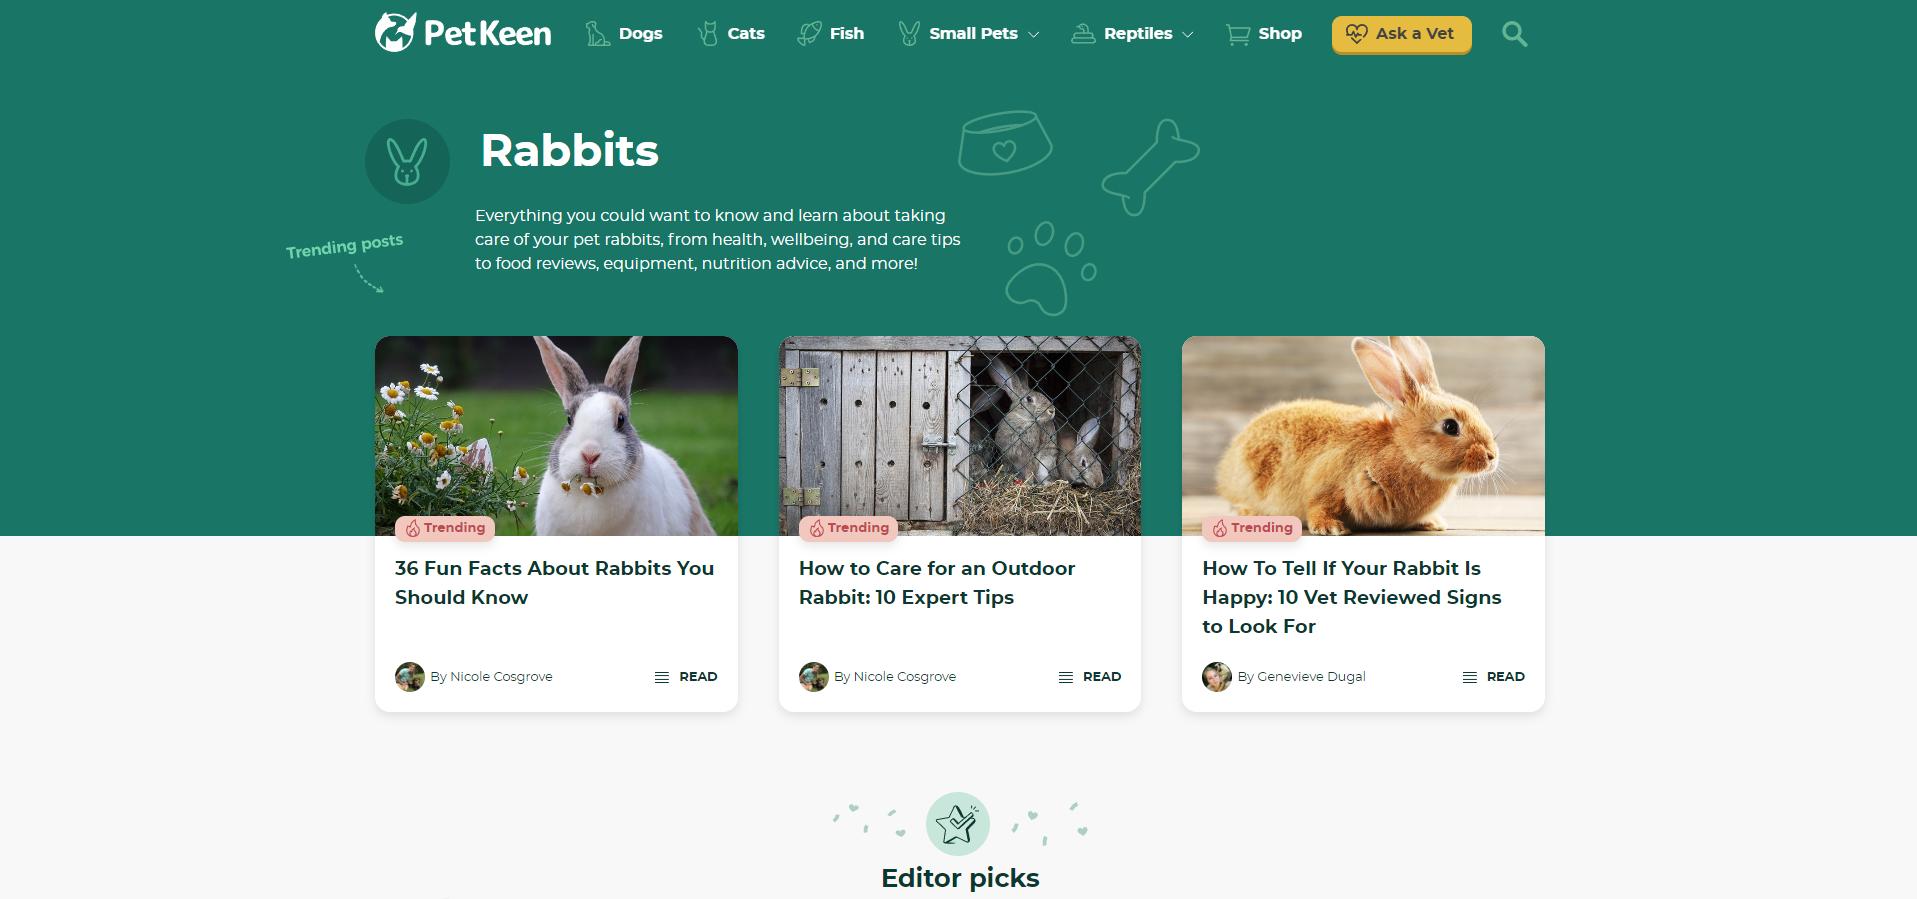 PetKeen
Dogs
Cats
Fish
Small Pets
Reptiles
Shop
Ask a Vet
Rabbits
Everything you could want to know and learn about taking
care of your pet rabbits, from health, wellbeing, and care tips
to food reviews, equipment, nutrition advice, and more!
Trending posts
Trending
36 Fun Facts About Rabbits You
Should Know
By Nicole Cosgrove
READ
Trending
How to Care for an Outdoor
Rabbit: 10 Expert Tips
By Nicole Cosgrove
READ
Trending
How To Tell If Your Rabbit Is
Happy: 10 Vet Reviewed Signs
to Look For
By Genevieve Dugal
READ
Editor picks